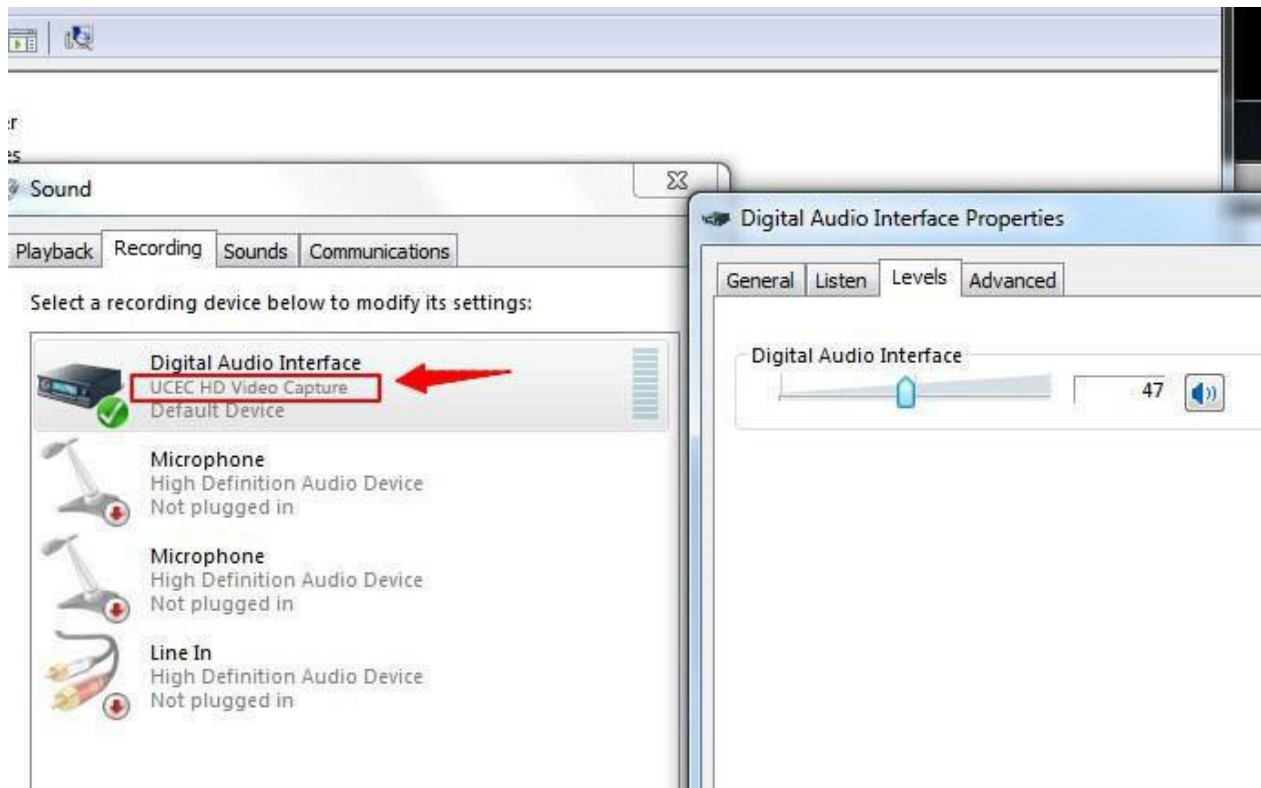 Sound
Playback Recording Sounds Communications
Select a recording device below to modify its settings:
Digital Audio Interface
UCEC HD Video Capture
Default Device
Microphone
High Definition Audio Device
Not plugged in
Microphone
High Definition Audio Device
Not plugged in
Line In
High Definition Audio Device
Not plugged in
Digital Audio Interface Properties
General Listen Levels Advanced
Digital Audio Interface
47